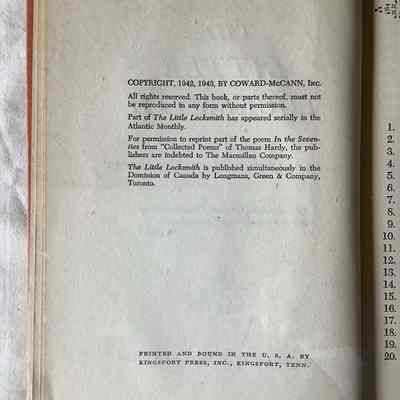 COPYRIGHT, 1942, 1943, BY COWARD-McCANN, INC.
All rights reserved. This book, or parts thereof, must not
be reproduced in any form without permission.
Part of The Little Locksmith has appeared serially in the
Atlantic Monthly.
For permission to reprint part of the poem In the Seven-
ties from "Collected Poems" of Thomas Hardy, the pub-
lishers are indebted to The Macmillan Company.
The Little Locksmith is published simultaneously in the
Dominion of Canada by Longmans, Green & Company,
Toronto.
PRINTED AND BOUND IN THE U. S. A. BY
KINGSPORT PRESS, INC., KINGSPORT, TENN.
1.
2.
3.
4.
5.
6.
7.
8.
9.
10.
11.
12.
13.
14.
15.
16.
17.
18.
19.
20.